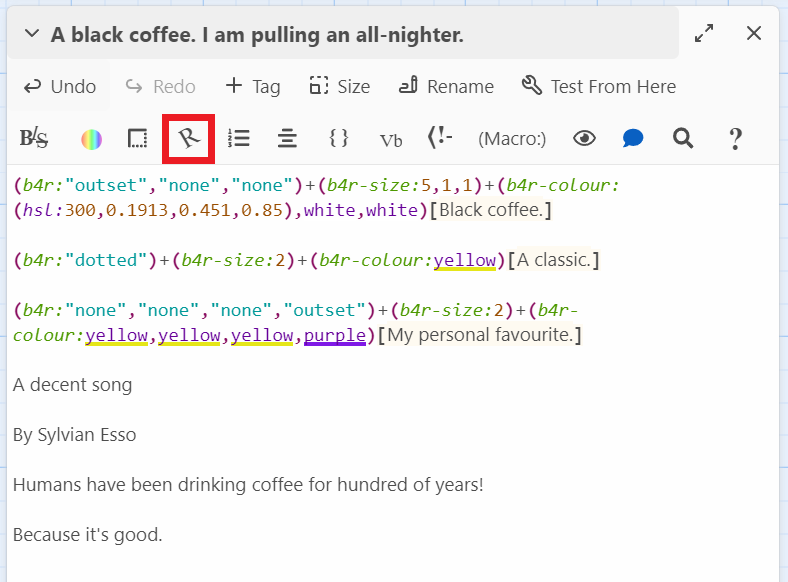 A black coffee. I am pulling an all-nighter.
Undo Redo + Tag Size Rename Test From Here
BIS R { } Vb (!- (Macro:) ?
(b4r:"outset","none","none")+(b4r-size:5,1,1)+(b4r-colour:
(hsl:300,0.1913,0.451,0.85),white,white)[Black coffee.]
(b4r:"dotted")+(b4r-size:2)+(b4r-colour:yellow)[A classic.]
(b4r:"none","none","none","outset")+(b4r-size:2)+(b4r-
colour:yellow,yellow,yellow,purple)[My personal favourite.]
A decent song
By Sylvian Esso
Humans have been drinking coffee for hundred of years!
Because it's good.